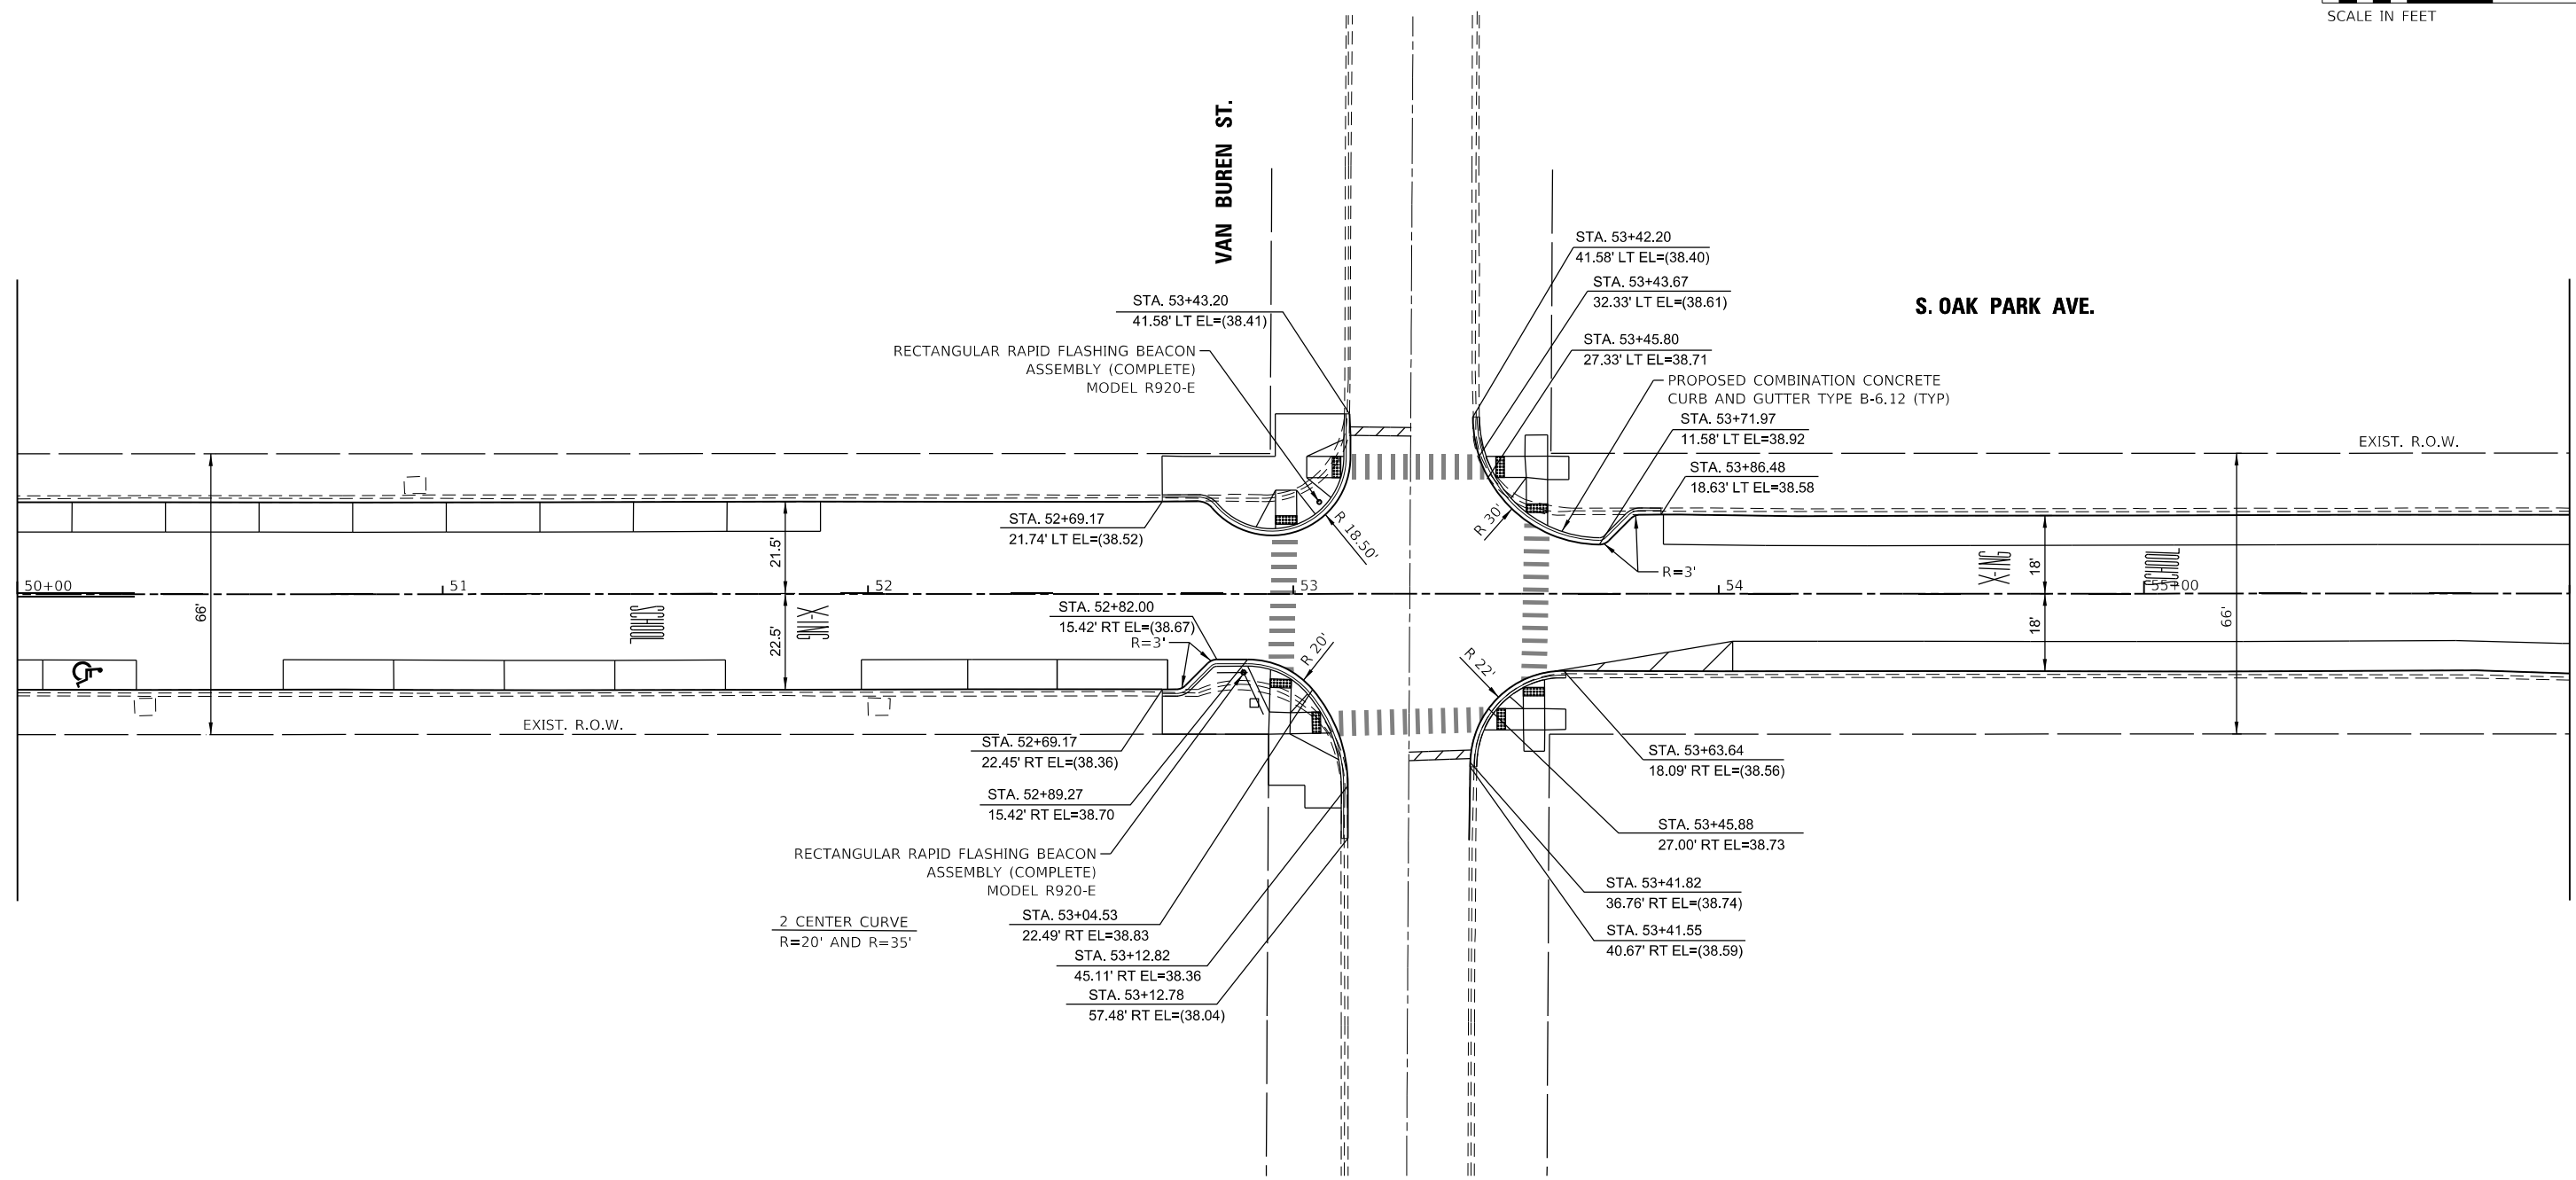 SCALE IN FEET
VAN BUREN ST.
S. OAK PARK AVE.
STA. 53+42.20
41.58' LT EL=(38.40)
STA. 53+43.67
32.33' LT EL=(38.61)
STA. 53+43.20
41.58' LT EL=(38.41)
RECTANGULAR RAPID FLASHING BEACON
ASSEMBLY (COMPLETE)
MODEL R920-E
STA. 53+45.80
27.33' LT EL=38.71
PROPOSED COMBINATION CONCRETE
CURB AND GUTTER TYPE B-6.12 (TYP)
STA. 53+71.97
11.58' LT EL=38.92
STA. 53+86.48
18.63' LT EL=38.58
EXIST. R.O.W.
STA. 52+69.17
21.74' LT EL=(38.52)
R 18.50'
R 30'
R=3'
21.5'
18'
X-ING
SCHOOL
50+00
51
52
53
54
55+00
66'
66'
SCHOOL
X-ING
22.5'
18'
STA. 52+82.00
15.42' RT EL=(38.67)
R=3'
R 20'
R 22'
EXIST. R.O.W.
STA. 52+69.17
22.45' RT EL=(38.36)
STA. 52+89.27
15.42' RT EL=38.70
RECTANGULAR RAPID FLASHING BEACON
ASSEMBLY (COMPLETE)
MODEL R920-E
2 CENTER CURVE
R=20' AND R=35'
STA. 53+04.53
22.49' RT EL=38.83
STA. 53+12.82
45.11' RT EL=38.36
STA. 53+12.78
57.48' RT EL=(38.04)
STA. 53+63.64
18.09' RT EL=(38.56)
STA. 53+45.88
27.00' RT EL=38.73
STA. 53+41.82
36.76' RT EL=(38.74)
STA. 53+41.55
40.67' RT EL=(38.59)